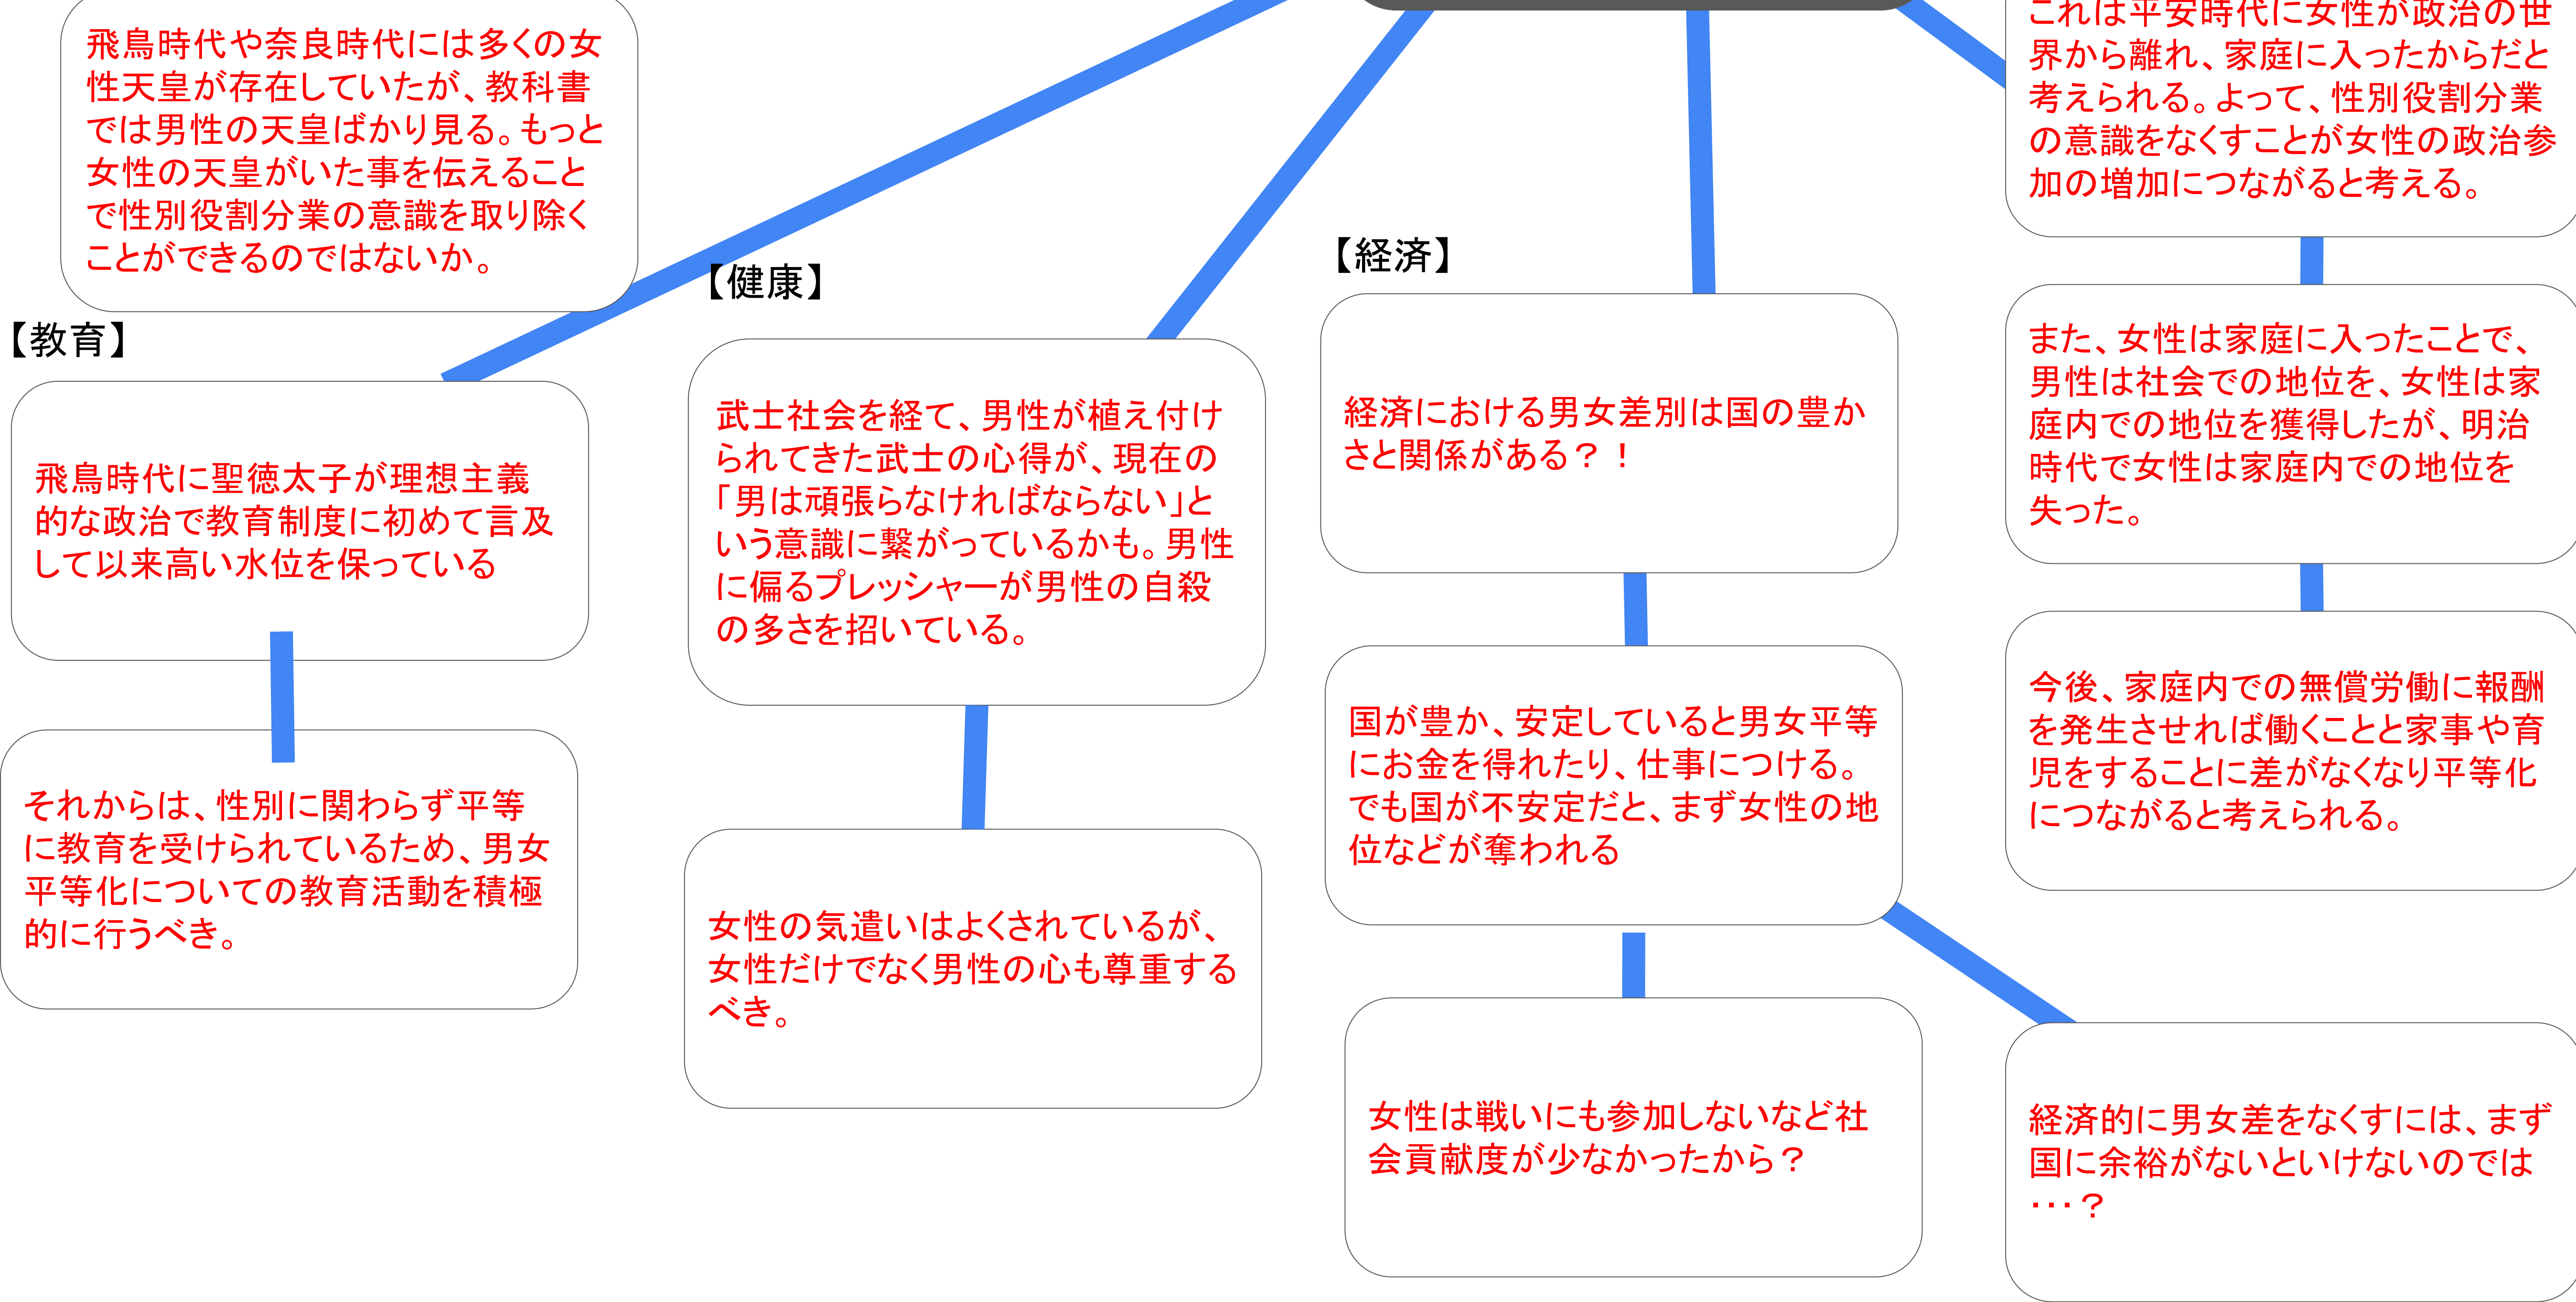 飛鳥時代や奈良時代には多くの女
性天皇が存在していたが、教科書
では男性の天皇ばかり見る。もっと
女性の天皇がいた事を伝えること
で性別役割分業の意識を取り除く
ことができるのではないか。
【教育】
飛鳥時代に聖徳太子が理想主義
的な政治で教育制度に初めて言及
して以来高い水位を保っている
それからは、性別に関わらず平等
に教育を受けられているため、男女
平等化についての教育活動を積極
的に行うべき。
【健康】
武士社会を経て、男性が植え付け
られてきた武士の心得が、現在の
「男は頑張らなければならない」と
いう意識に繋がっているかも。男性
に偏るプレッシャーが男性の自殺
の多さを招いている。
女性の気遣いはよくされているが、
女性だけでなく男性の心も尊重する
べき。
【経済】
経済における男女差別は国の豊か
さと関係がある？！
国が豊か、安定していると男女平等
にお金を得れたり、仕事につける。
でも国が不安定だと、まず女性の地
位などが奪われる
女性は戦いにも参加しないなど社
会貢献度が少なかったから？
これは平安時代に女性が政治の世
界から離れ、家庭に入ったからだと
考えられる。よって、性別役割分業
の意識をなくすことが女性の政治参
加の増加につながると考える。
また、女性は家庭に入ったことで、
男性は社会での地位を、女性は家
庭内での地位を獲得したが、明治
時代で女性は家庭内での地位を
失った。
今後、家庭内での無償労働に報酬
を発生させれば働くことと家事や育
児をすることに差がなくなり平等化
につながると考えられる。
経済的に男女差をなくすには、まず
国に余裕がないといけないのでは
･･･？